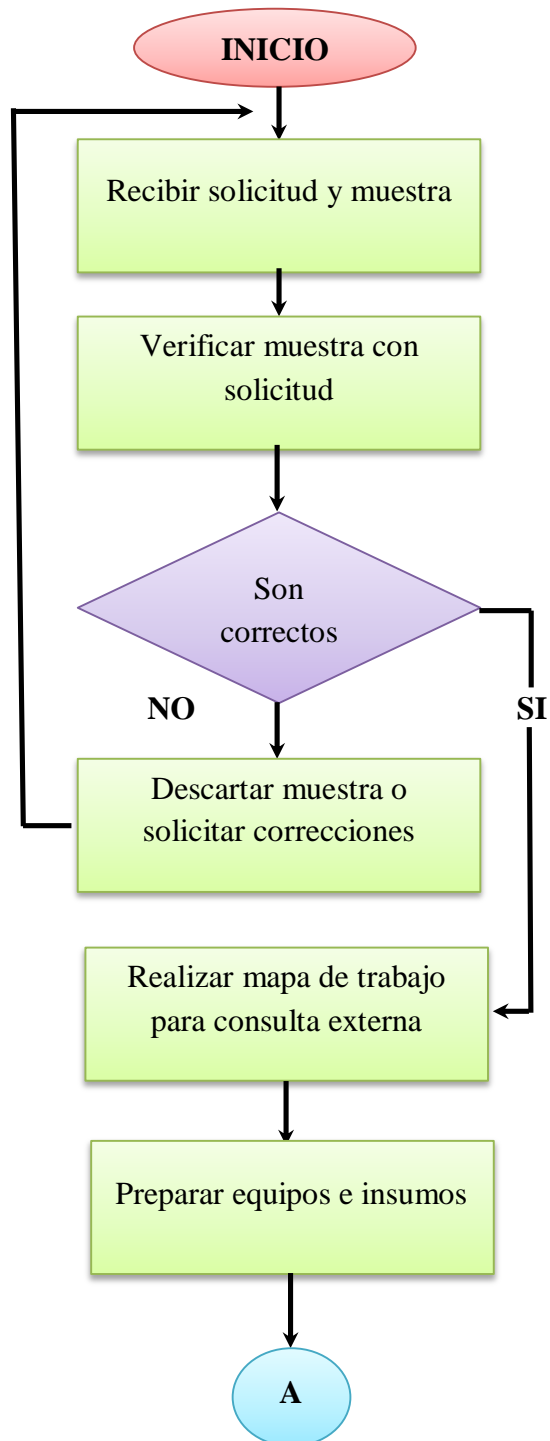 INICIO
Recibir solicitud y muestra
Verificar muestra con
solicitud
Son
correctos
NO
SI
Descartar muestra o
solicitar correcciones
Realizar mapa de trabajo
para consulta externa
Preparar equipos e insumos
A